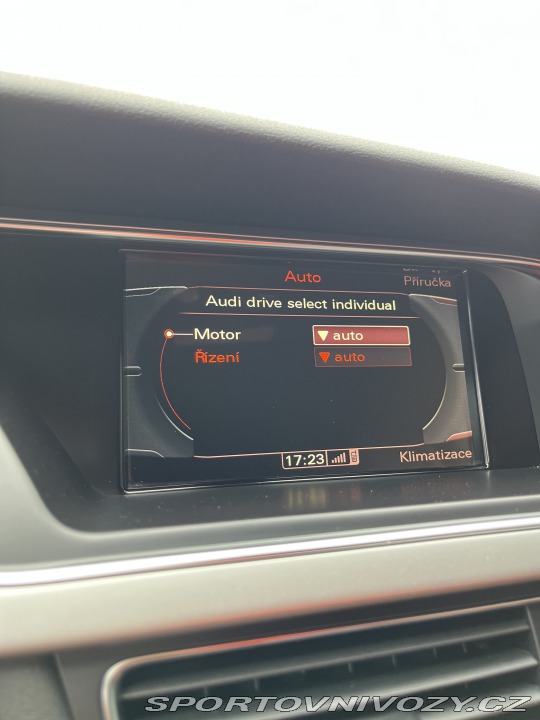 Auto
Příručka
Audi drive select individual
Motor ▼ auto
Řízení ▼ auto
17:23
Klimatizace
SPORTOVNIVOZY.CZ